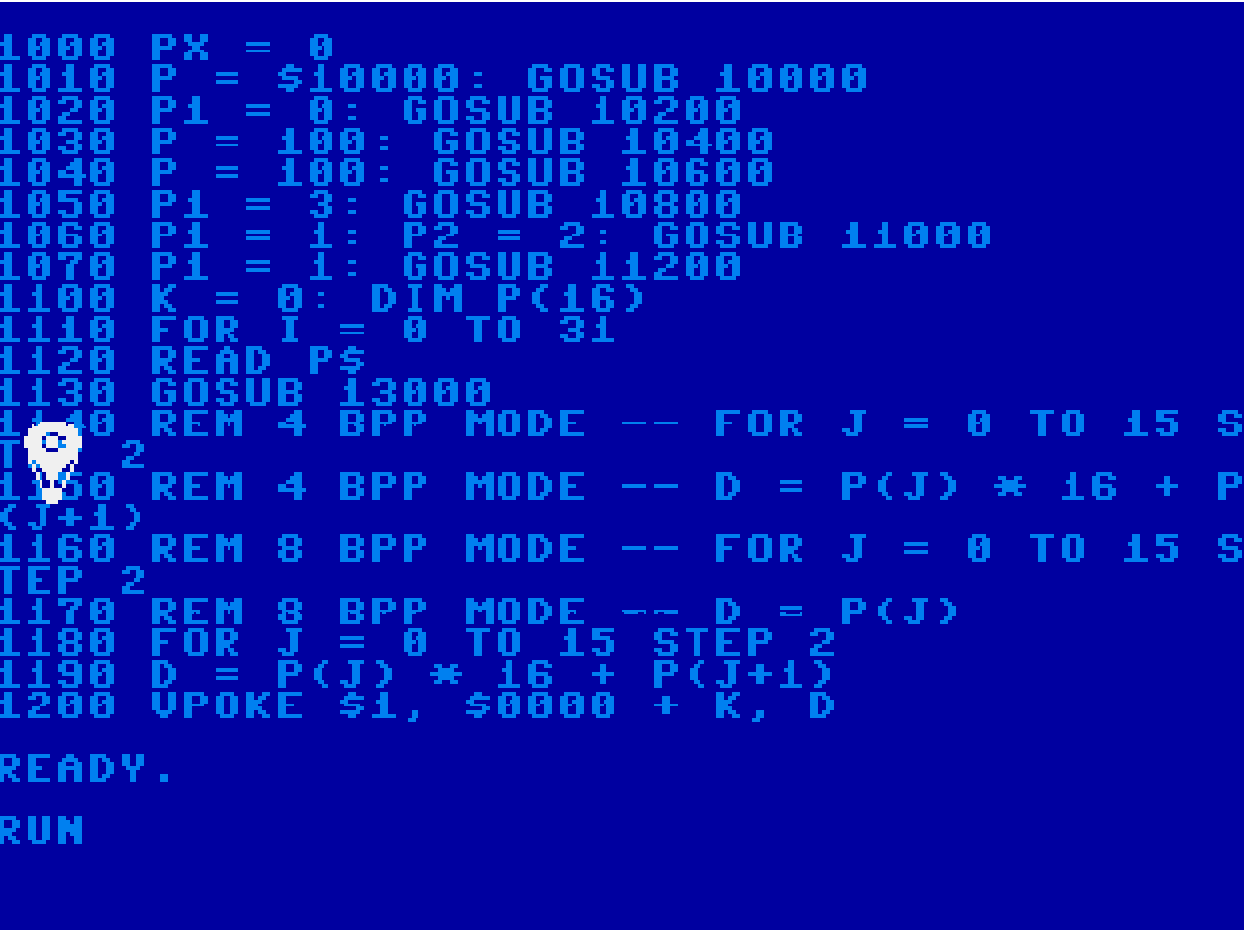 1000 PX = 0
1010 P = $10000: GOSUB 10000
1020 P1 = 0: GOSUB 10200
1030 P = 100: GOSUB 10400
1040 P = 100: GOSUB 10600
1050 P1 = 3: GOSUB 10800
1060 P1 = 1: P2 = 2: GOSUB 11000
1070 P1 = 1: GOSUB 11200
1100 K = 0: DIM P(16)
1110 FOR I = 0 TO 31
1120 READ P$
1130 GOSUB 13000
1140 REM 4 BPP MODE -- FOR J = 0 TO 15 S
T 2
1150 REM 4 BPP MODE -- D = P(J) * 16 + P
(J+1)
1160 REM 8 BPP MODE -- FOR J = 0 TO 15 S
TEP 2
1170 REM 8 BPP MODE -- D = P(J)
1180 FOR J = 0 TO 15 STEP 2
1190 D = P(J) * 16 + P(J+1)
1200 VPOKE $1, $0000 + K, D
READY.
RUN